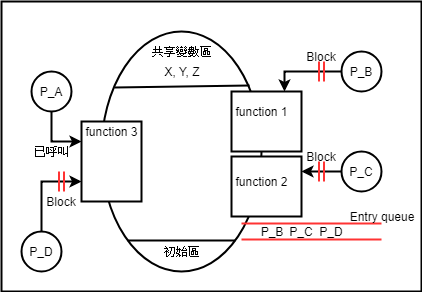 共享變數區
X, Y, Z
Block
P_B
P_A
function 1
function 3
已呼叫
Block
function 2
P_C
Block
Entry queue
P_B P_C P_D
P_D
初始區